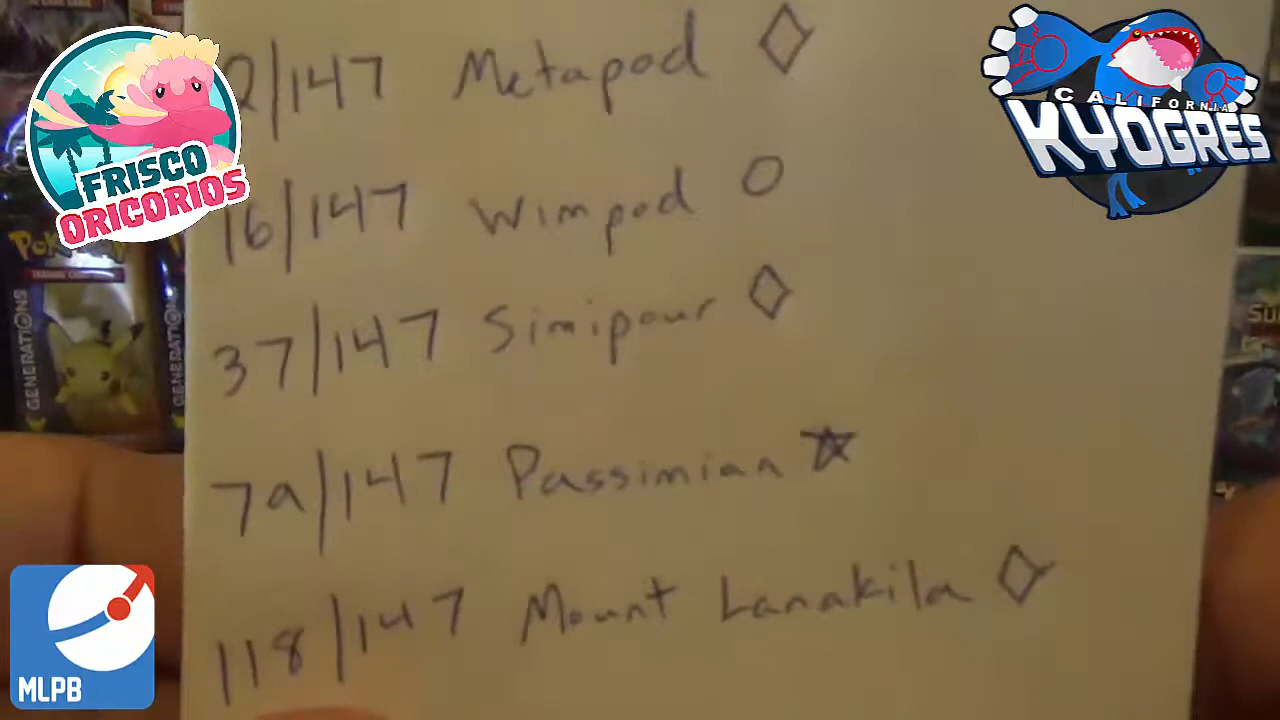 2/147 Metapod ◇
16/147 Wimpod O
37/147 Simipour ◇
79/147 Passimian ☆
118/147 Mount Lanakila ◇
FRISCO
ORICORIOS
CALIFORNIA
KYOGRES
MLPB
GENERATIONS
GENERATIONS